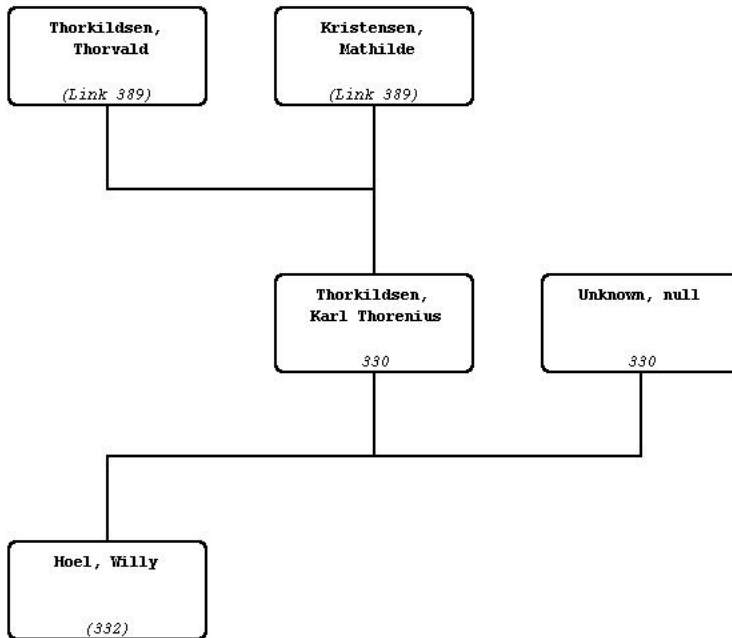 Thorkildsen,
Thorvald
(Link 389)
Kristensen,
Mathilde
(Link 389)
Thorkildsen,
Karl Thorenius
330
Unknown, null
330
Hoel, Willy
(332)